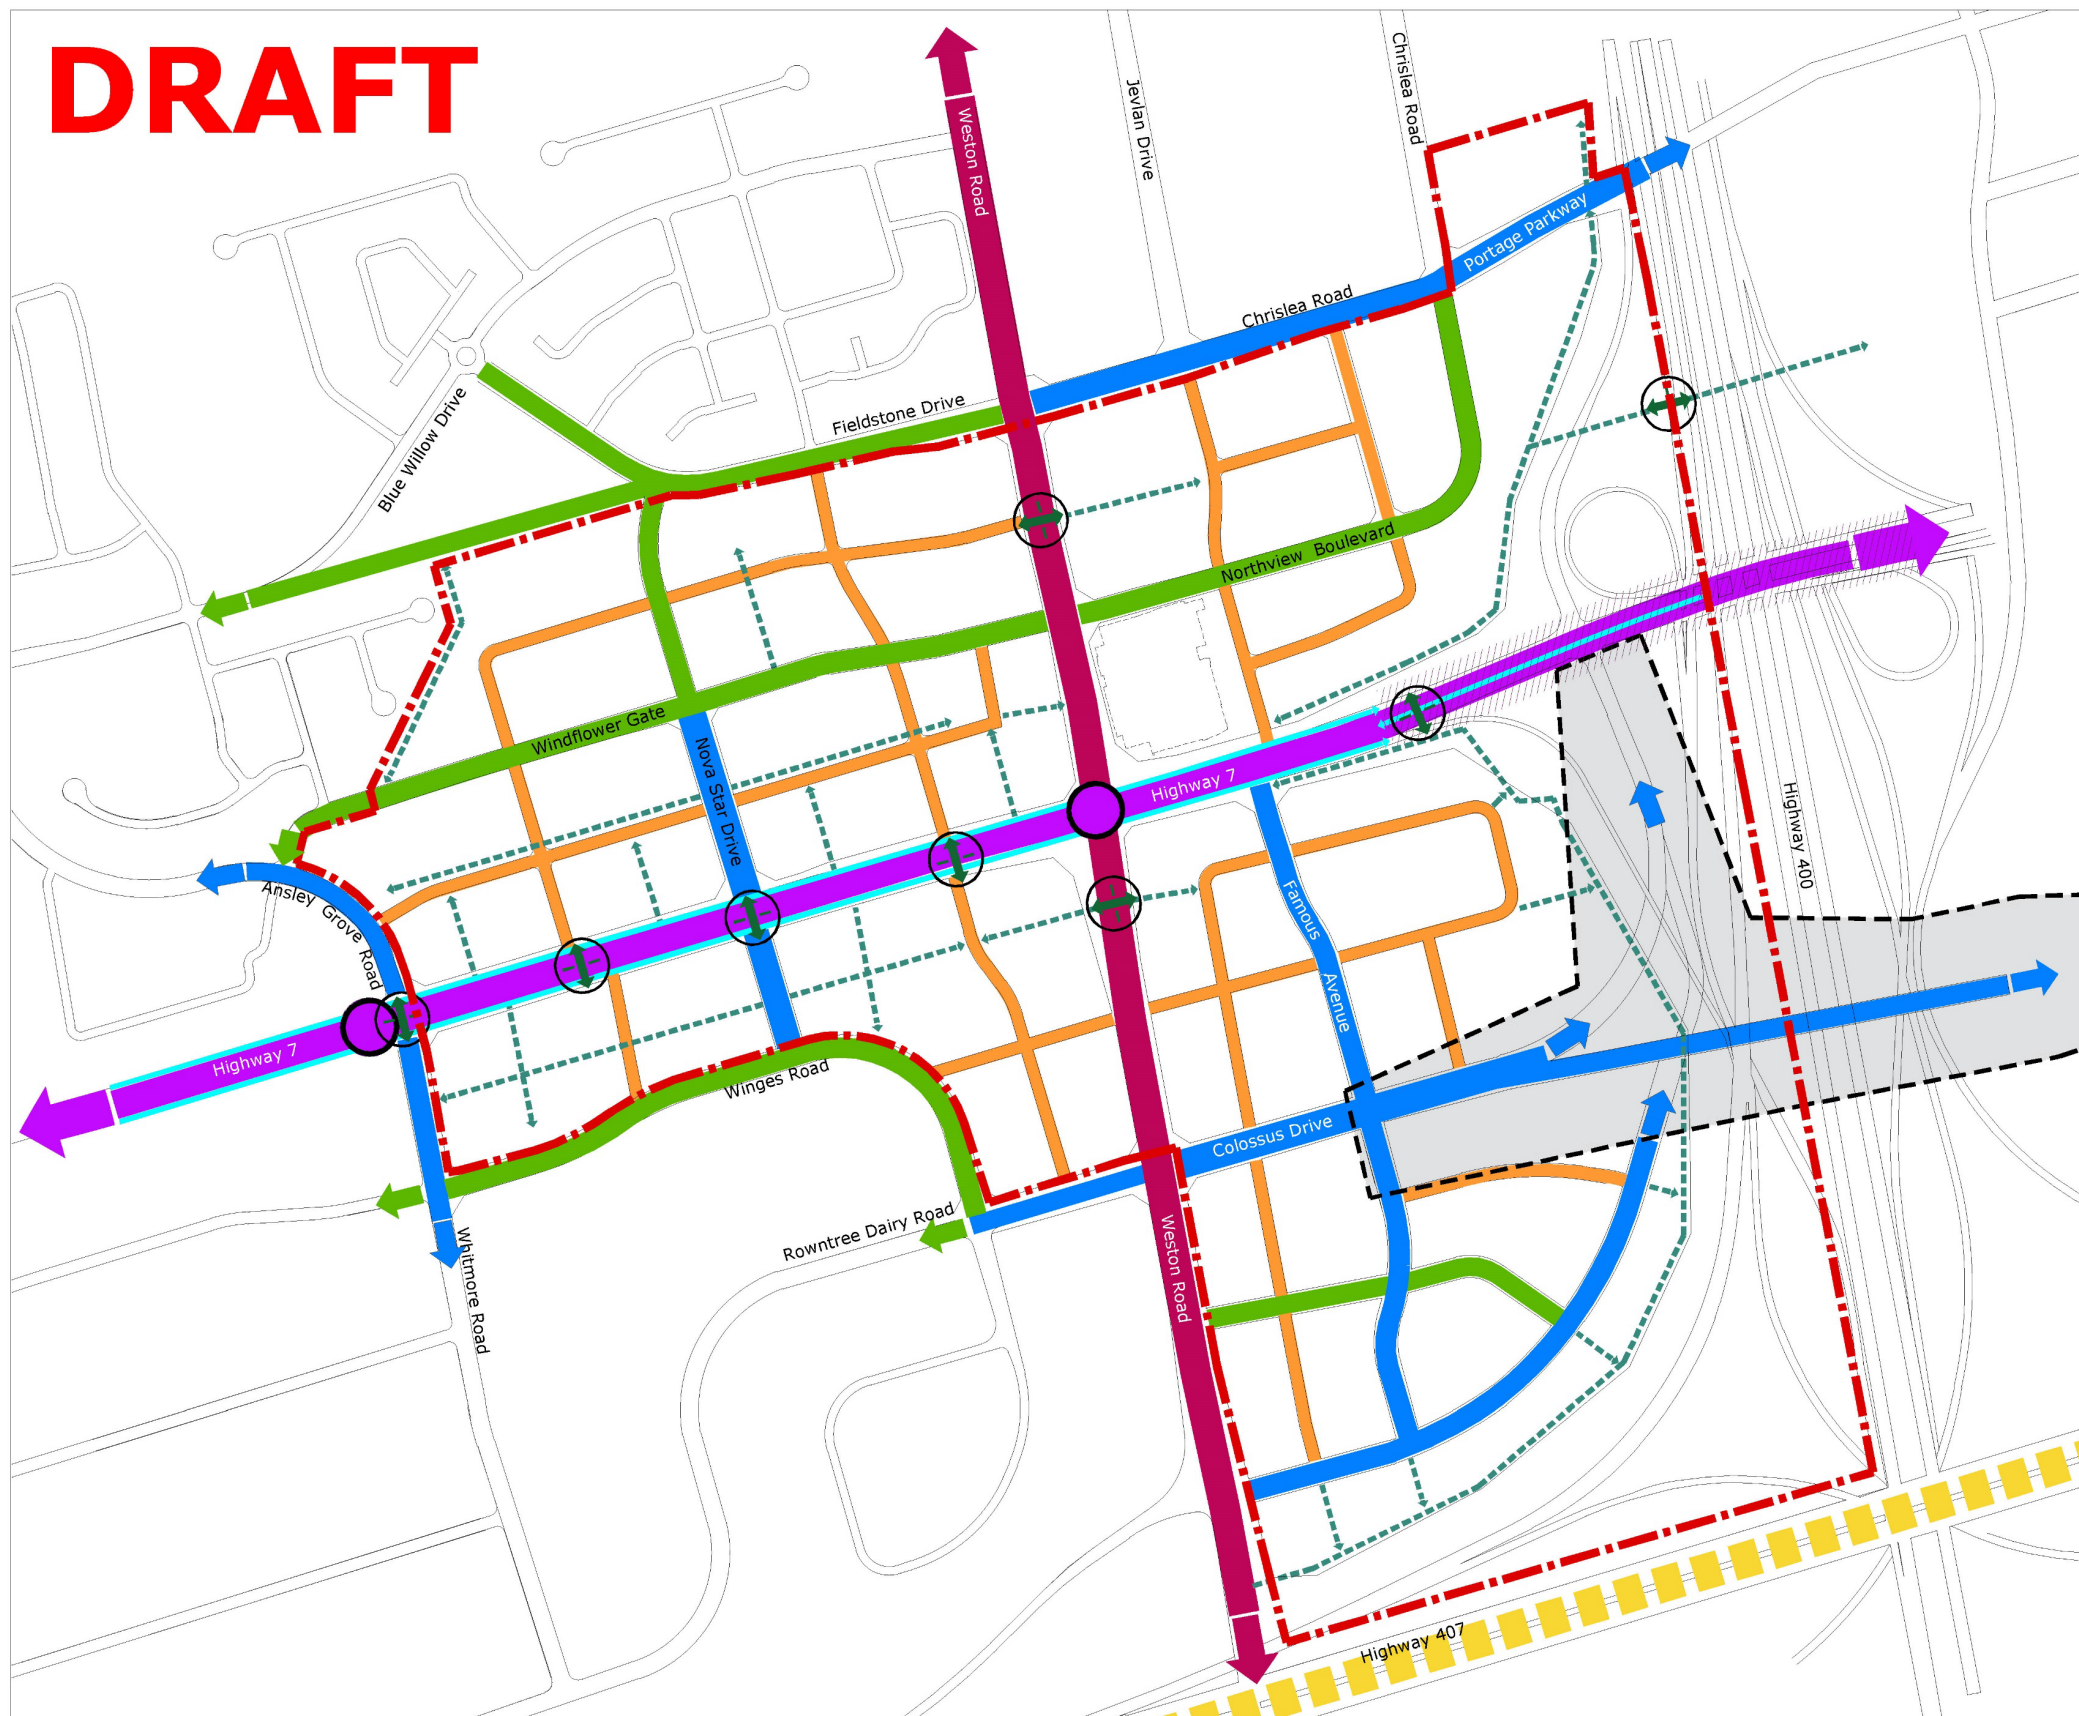 DRAFT
Weston Road
Jevlan Drive
Chrislea Road
Portage Parkway
Chrislea Road
Fieldstone Drive
Blue Willow Drive
Northview Boulevard
Windflower Gate
Nova Star Drive
Highway 7
Highway 400
Ansley Grove Road
Famous Avenue
Highway 7
Winges Road
Colossus Drive
Rowntree Dairy Road
Whitmore Road
Weston Road
Highway 407